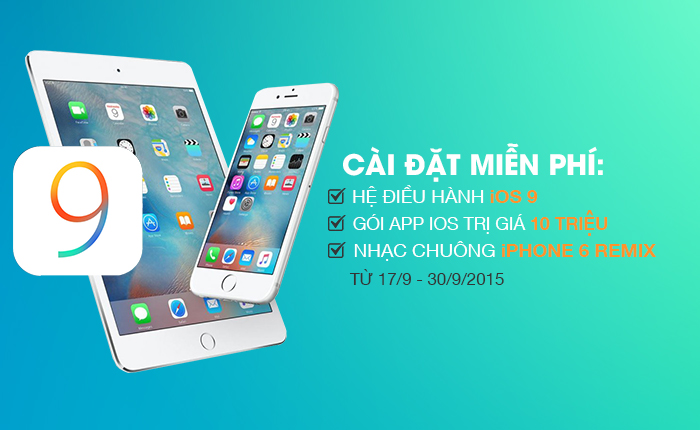 9
CÀI ĐẶT MIỄN PHÍ:
HỆ ĐIỀU HÀNH iOS 9
GÓI APP IOS TRỊ GIÁ 10 TRIỆU
NHẠC CHUÔNG iPHONE 6 REMIX
TỪ 17/9 - 30/9/2015